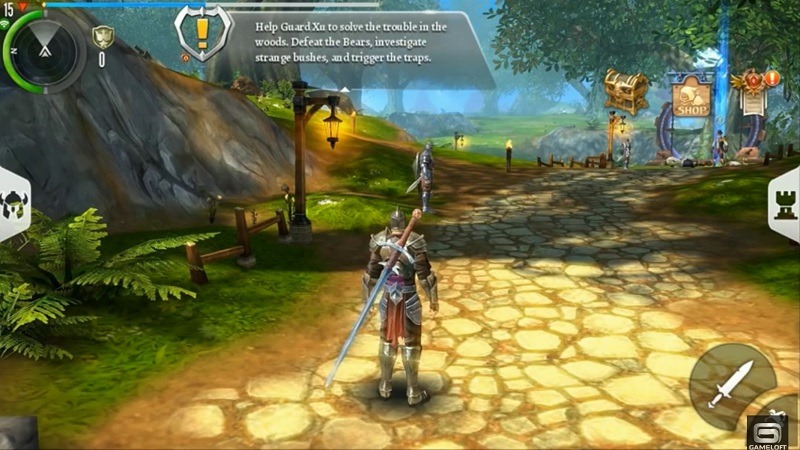 15
Help Guard Xu to solve the trouble in the
woods. Defeat the Bears, investigate
strange bushes, and trigger the traps.
N
0
SHOP
GAMELOFT